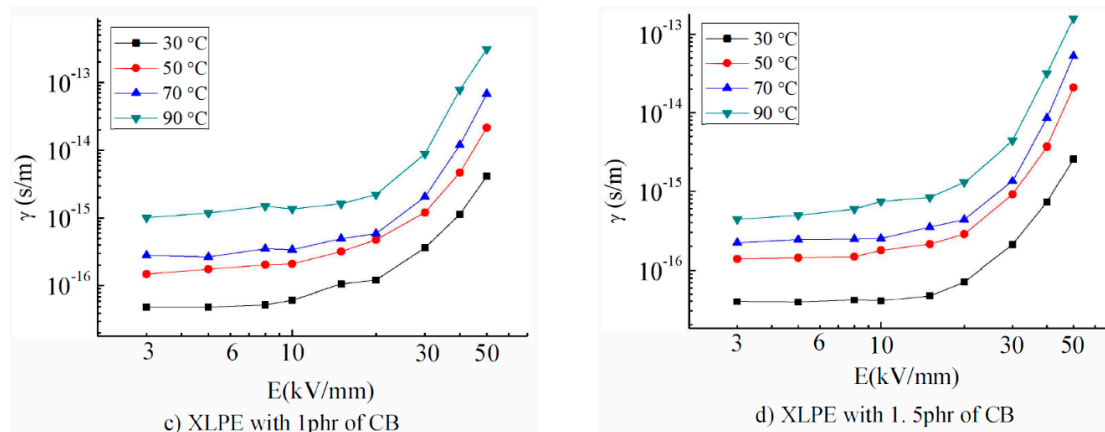 30 °C
50 °C
70 °C
90 °C
10⁻¹³
10⁻¹⁴
10⁻¹⁵
10⁻¹⁶
γ (s/m)
3 6 10 30 50
E(kV/mm)
c) XLPE with 1phr of CB
30 °C
50 °C
70 °C
90 °C
10⁻¹³
10⁻¹⁴
10⁻¹⁵
10⁻¹⁶
γ (s/m)
3 6 10 30 50
E(kV/mm)
d) XLPE with 1. 5phr of CB